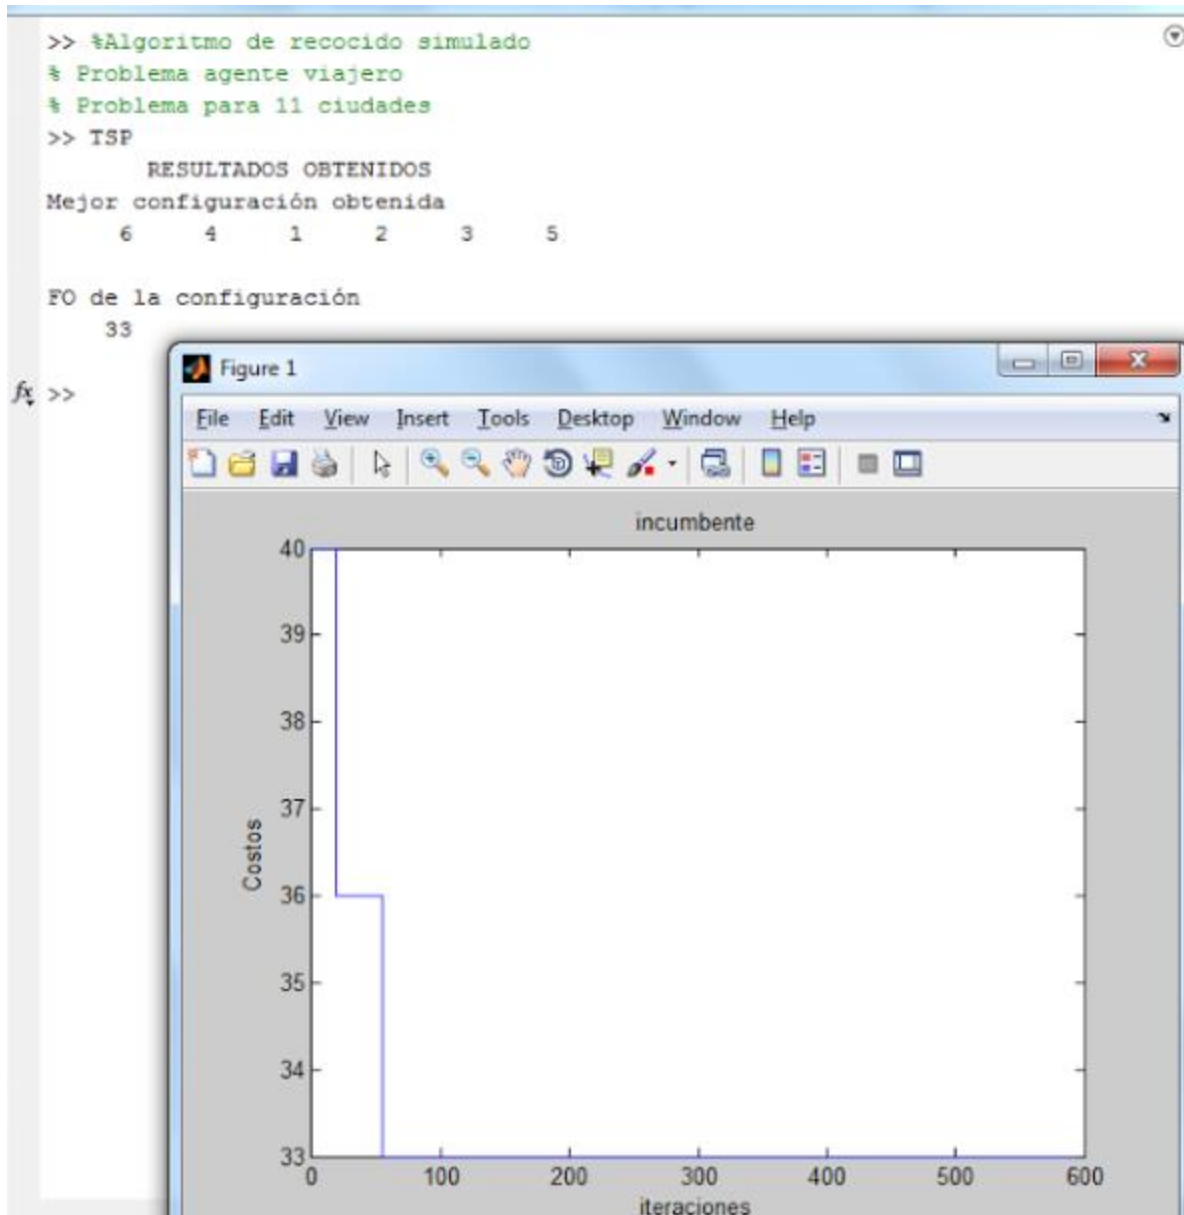 >> %Algoritmo de recocido simulado
% Problema agente viajero
% Problema para 11 ciudades
>> TSP
RESULTADOS OBTENIDOS
Mejor configuración obtenida
6 4 1 2 3 5
FO de la configuración
33
fx >>
Figure 1
File Edit View Insert Tools Desktop Window Help
incumbente
40
39
38
37
36
35
34
33
Costos
0 100 200 300 400 500 600
iteraciones